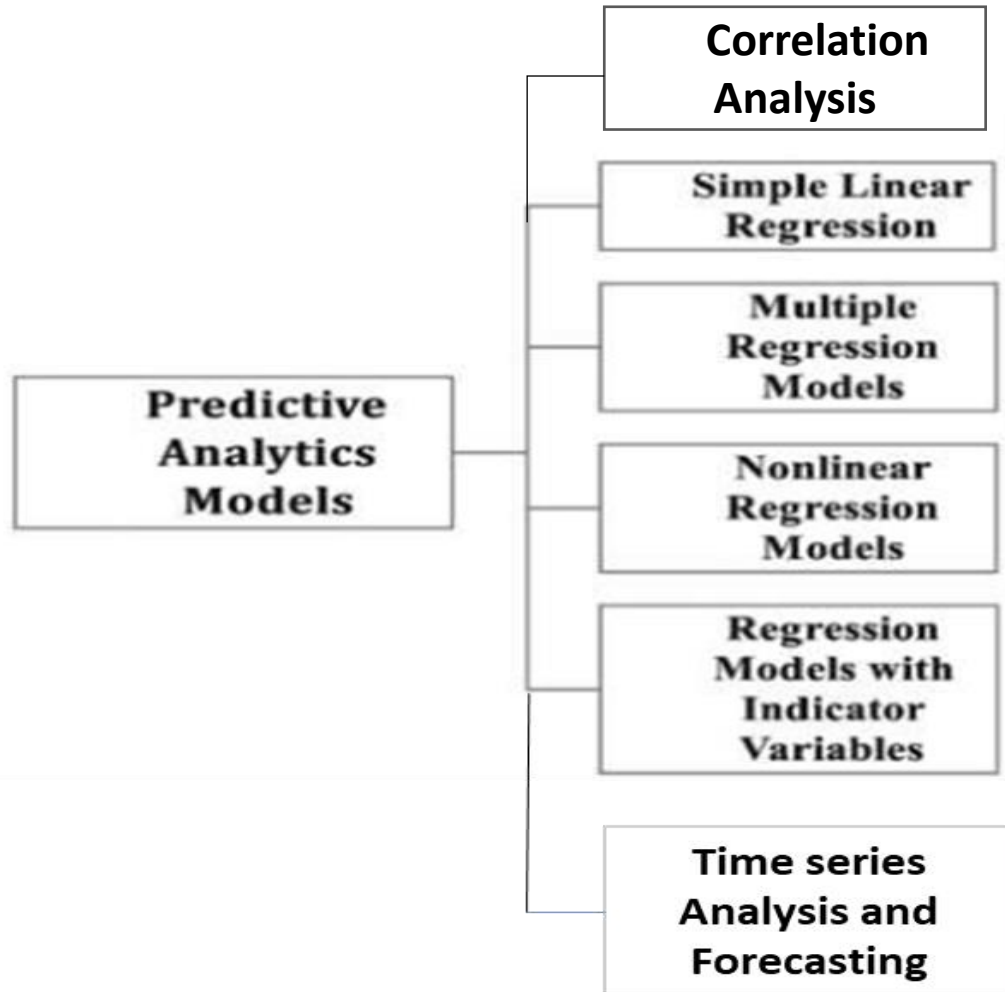 Correlation
Analysis
Simple Linear
Regression
Multiple
Regression
Models
Predictive
Analytics
Models
Nonlinear
Regression
Models
Regression
Models with
Indicator
Variables
Time series
Analysis and
Forecasting